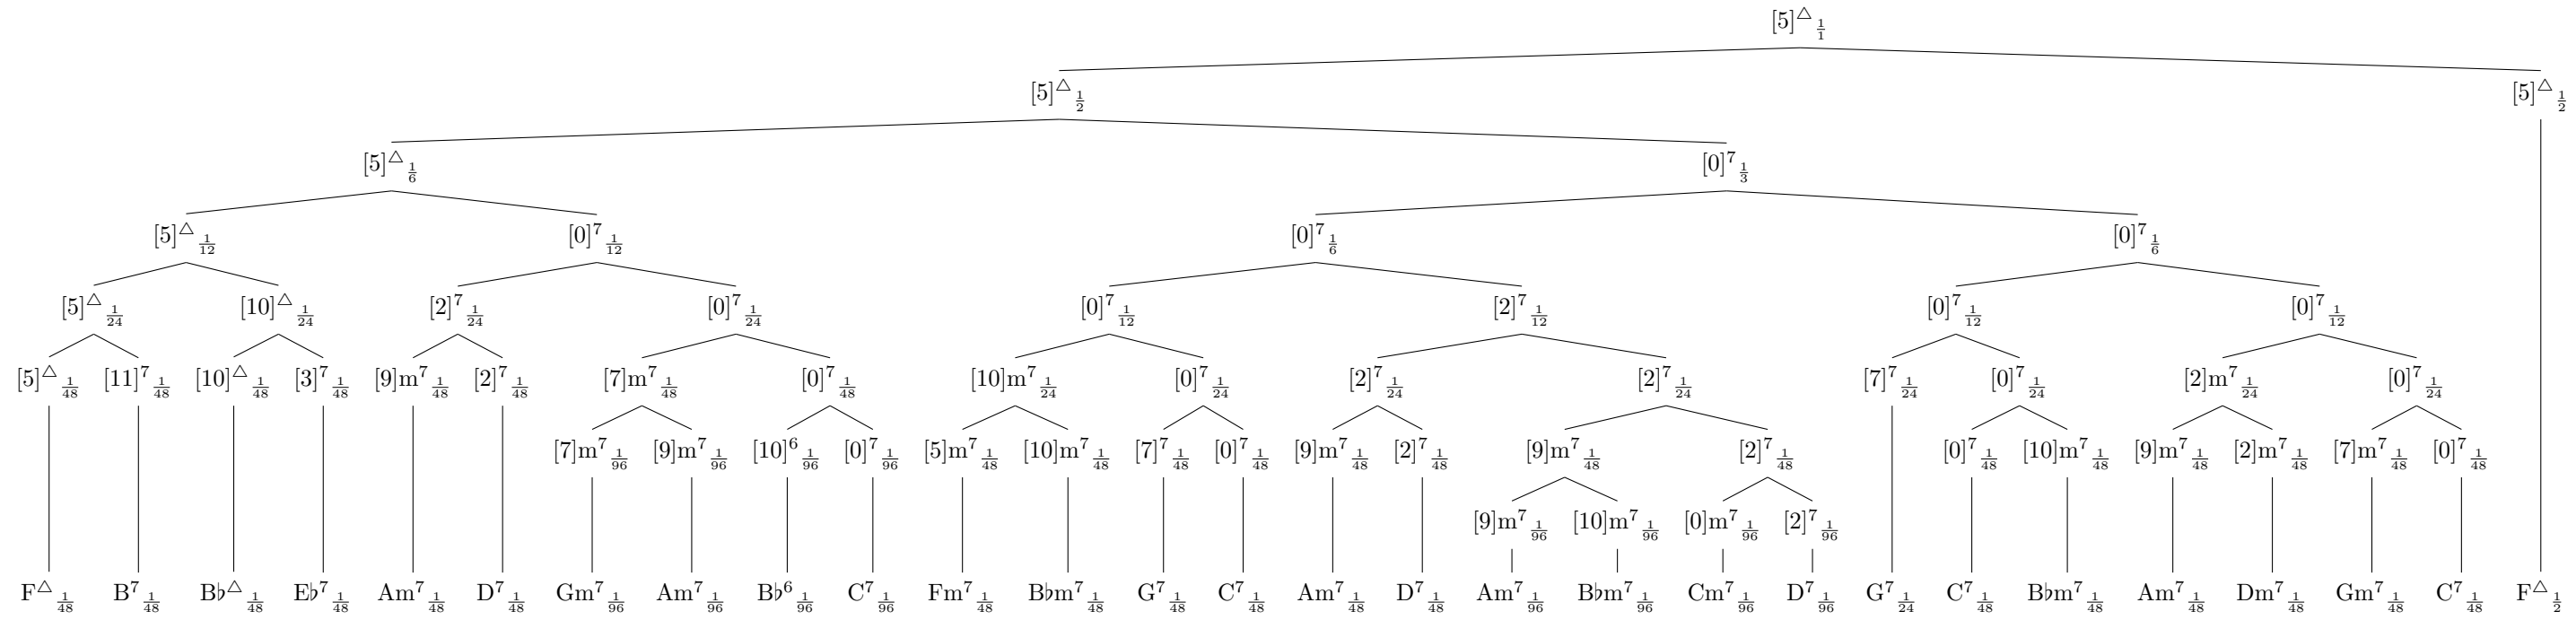 [5]△ 1/1
[5]△ 1/2 [5]△ 1/2
[5]△ 1/6 [0]⁷ 1/3
[5]△ 1/12 [0]⁷ 1/12 [0]⁷ 1/6 [0]⁷ 1/6
[5]△ 1/24 [10]△ 1/24 [2]⁷ 1/24 [0]⁷ 1/24 [0]⁷ 1/12 [2]⁷ 1/12 [0]⁷ 1/12 [0]⁷ 1/12
[5]△ 1/48 [11]⁷ 1/48 [10]△ 1/48 [3]⁷ 1/48 [9]m⁷ 1/48 [2]⁷ 1/48 [7]m⁷ 1/48 [0]⁷ 1/48 [10]m⁷ 1/24 [0]⁷ 1/24 [2]⁷ 1/24 [2]⁷ 1/24 [7]⁷ 1/24 [0]⁷ 1/24 [2]m⁷ 1/24 [0]⁷ 1/24
[7]m⁷ 1/96 [9]m⁷ 1/96 [10]⁶ 1/96 [0]⁷ 1/96 [5]m⁷ 1/48 [10]m⁷ 1/48 [7]⁷ 1/48 [0]⁷ 1/48 [9]m⁷ 1/48 [2]⁷ 1/48 [9]m⁷ 1/48 [2]⁷ 1/48 [0]⁷ 1/48 [10]m⁷ 1/48 [9]m⁷ 1/48 [2]m⁷ 1/48 [7]m⁷ 1/48 [0]⁷ 1/48
[9]m⁷ 1/96 [10]m⁷ 1/96 [0]m⁷ 1/96 [2]⁷ 1/96
F△ 1/48 B⁷ 1/48 B♭△ 1/48 E♭⁷ 1/48 Am⁷ 1/48 D⁷ 1/48 Gm⁷ 1/96 Am⁷ 1/96 B♭⁶ 1/96 C⁷ 1/96 Fm⁷ 1/48 B♭m⁷ 1/48 G⁷ 1/48 C⁷ 1/48 Am⁷ 1/48 D⁷ 1/48 Am⁷ 1/96 B♭m⁷ 1/96 Cm⁷ 1/96 D⁷ 1/96 G⁷ 1/24 C⁷ 1/48 B♭m⁷ 1/48 Am⁷ 1/48 Dm⁷ 1/48 Gm⁷ 1/48 C⁷ 1/48 F△ 1/2